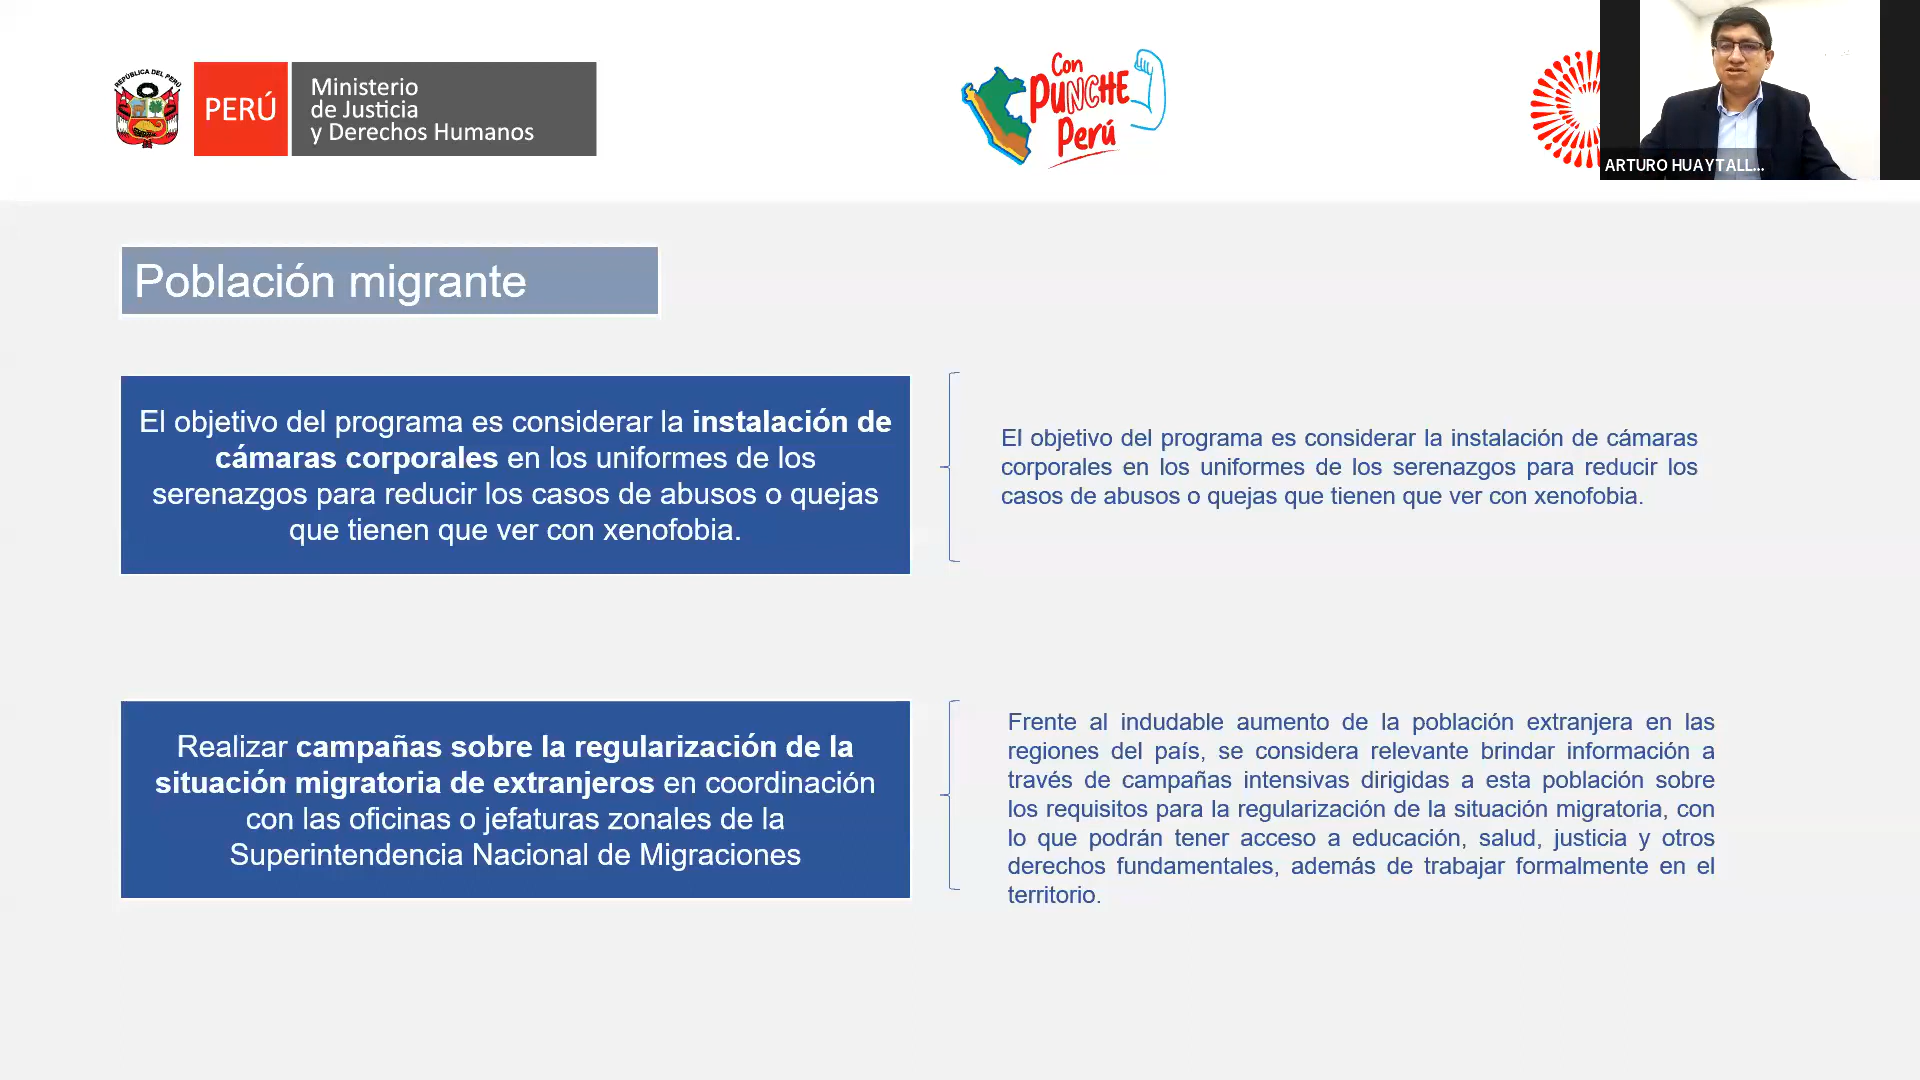 REPÚBLICA DEL PERÚ
PERÚ
Ministerio
de Justicia
y Derechos Humanos
Con
PUNCHE
Perú
ARTURO HUAYTALL...
Población migrante
El objetivo del programa es considerar la instalación de
cámaras corporales en los uniformes de los
serenazgos para reducir los casos de abusos o quejas
que tienen que ver con xenofobia.
El objetivo del programa es considerar la instalación de cámaras
corporales en los uniformes de los serenazgos para reducir los
casos de abusos o quejas que tienen que ver con xenofobia.
Realizar campañas sobre la regularización de la
situación migratoria de extranjeros en coordinación
con las oficinas o jefaturas zonales de la
Superintendencia Nacional de Migraciones
Frente al indudable aumento de la población extranjera en las
regiones del país, se considera relevante brindar información a
través de campañas intensivas dirigidas a esta población sobre
los requisitos para la regularización de la situación migratoria, con
lo que podrán tener acceso a educación, salud, justicia y otros
derechos fundamentales, además de trabajar formalmente en el
territorio.